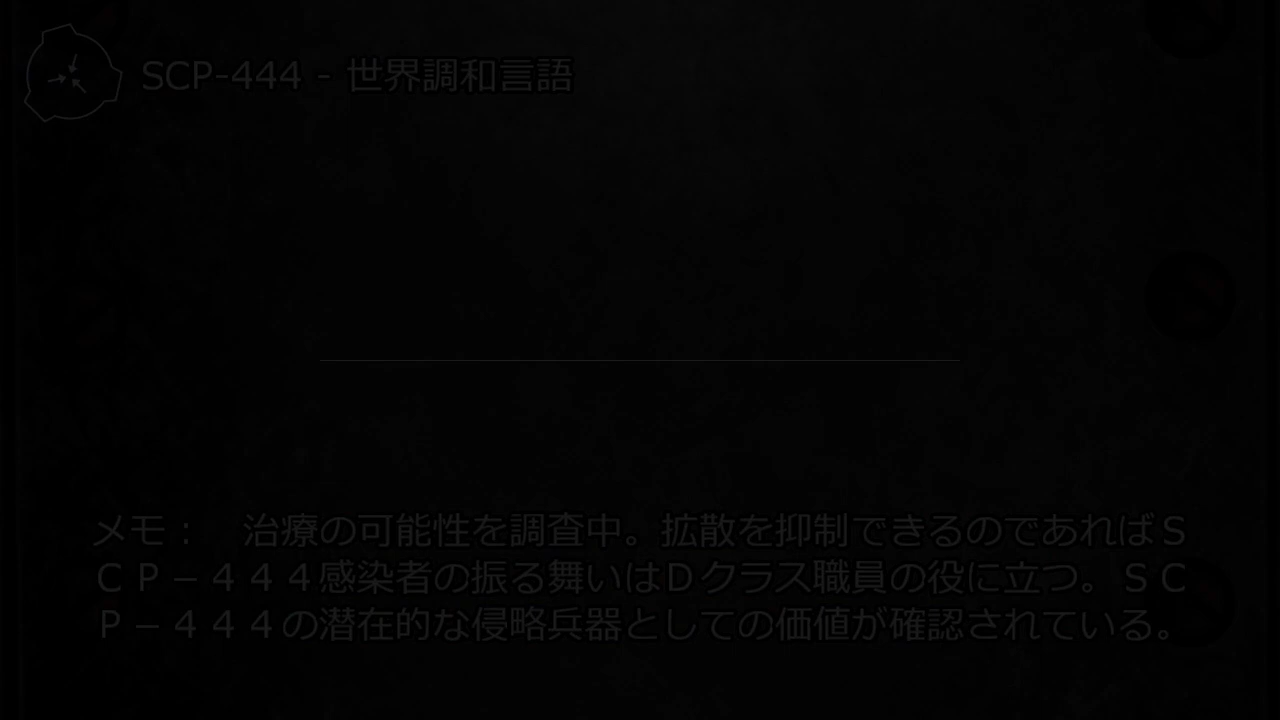 SCP-444 - 世界調和言語
メモ：　治療の可能性を調査中。拡散を抑制できるのであればＳ
ＣＰ－４４４感染者の振る舞いはＤクラス職員の役に立つ。ＳＣ
Ｐ－４４４の潜在的な侵略兵器としての価値が確認されている。